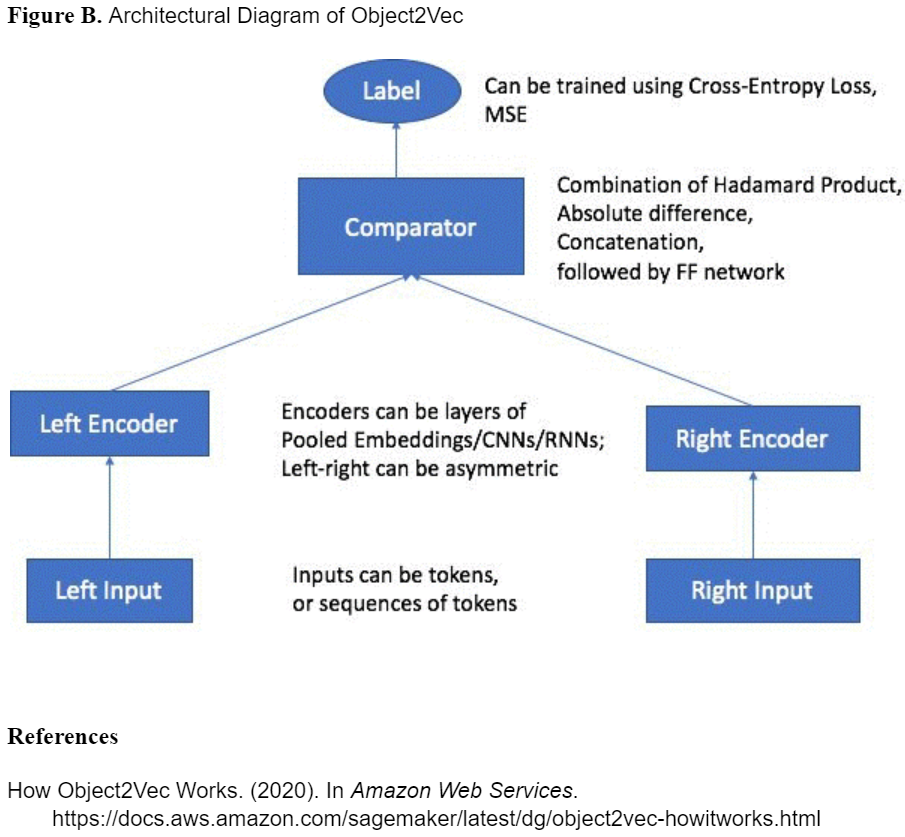 Figure B. Architectural Diagram of Object2Vec
Label
Can be trained using Cross-Entropy Loss,
MSE
Comparator
Combination of Hadamard Product,
Absolute difference,
Concatenation,
followed by FF network
Left Encoder
Encoders can be layers of
Pooled Embeddings/CNNs/RNNs;
Left-right can be asymmetric
Right Encoder
Left Input
Inputs can be tokens,
or sequences of tokens
Right Input
References
How Object2Vec Works. (2020). In Amazon Web Services.
https://docs.aws.amazon.com/sagemaker/latest/dg/object2vec-howitworks.html